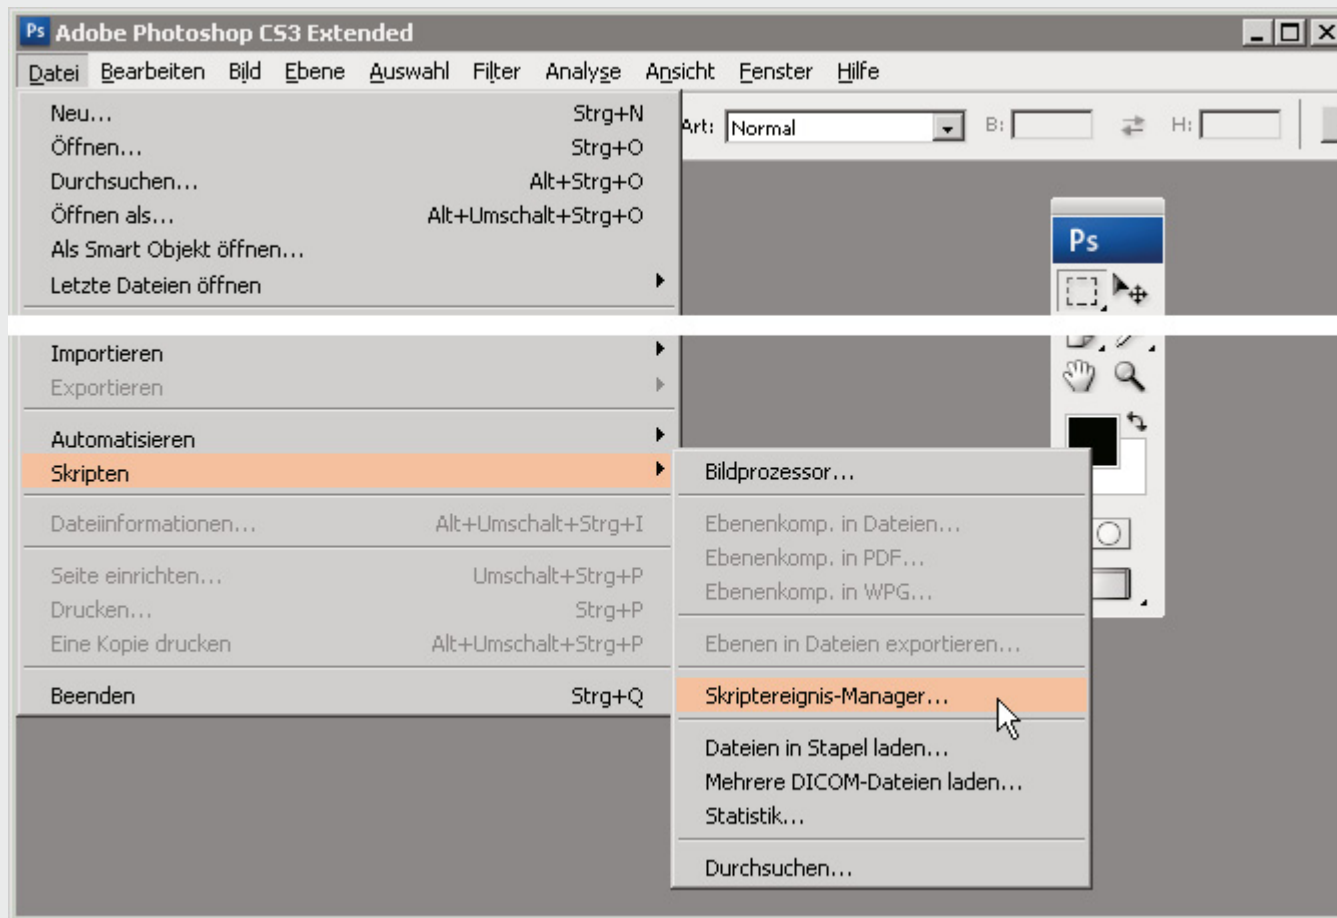 Ps Adobe Photoshop CS3 Extended
Datei Bearbeiten Bild Ebene Auswahl Filter Analyse Ansicht Fenster Hilfe
Art: Normal B: H:
Neu... Strg+N
Öffnen... Strg+O
Durchsuchen... Alt+Strg+O
Öffnen als... Alt+Umschalt+Strg+O
Als Smart Objekt öffnen...
Letzte Dateien öffnen
Ps
Importieren
Exportieren
Automatisieren
Skripten
Dateiinformationen... Alt+Umschalt+Strg+I
Seite einrichten... Umschalt+Strg+P
Drucken... Strg+P
Eine Kopie drucken Alt+Umschalt+Strg+P
Beenden Strg+Q
Bildprozessor...
Ebenenkomp. in Dateien...
Ebenenkomp. in PDF...
Ebenenkomp. in WPG...
Ebenen in Dateien exportieren...
Skriptereignis-Manager...
Dateien in Stapel laden...
Mehrere DICOM-Dateien laden...
Statistik...
Durchsuchen...